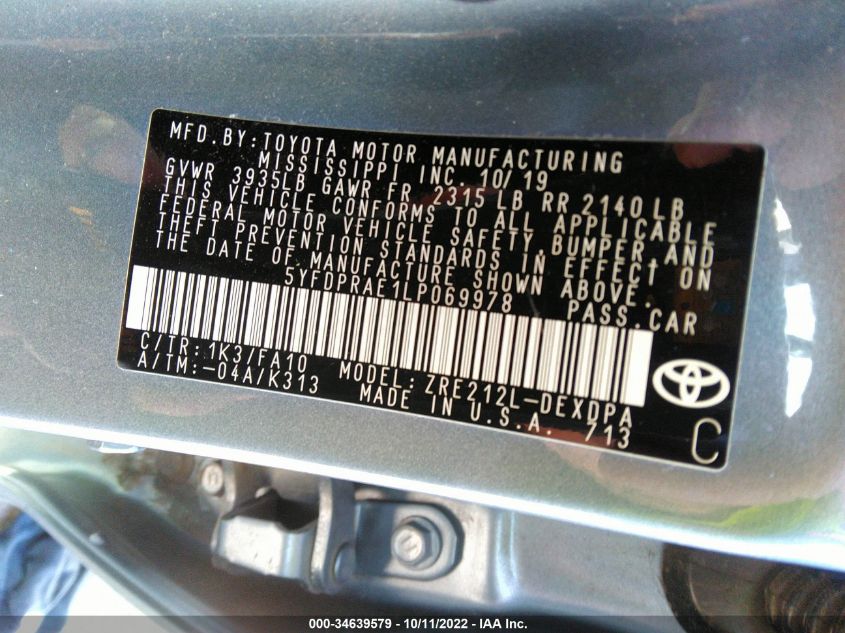 MFD. BY: TOYOTA MOTOR MANUFACTURING
MISSISSIPPI INC. 10/19
GVWR 3935LB GAWR FR 2315 LB RR 2140 LB
THIS VEHICLE CONFORMS TO ALL APPLICABLE
FEDERAL MOTOR VEHICLE SAFETY, BUMPER, AND
THEFT PREVENTION STANDARDS IN EFFECT ON
THE DATE OF MANUFACTURE SHOWN ABOVE.
5YFDPRAE1LP069978 PASS. CAR
C/TR: 1K3/FA10 MODEL: ZRE212L-DEXDPA
A/TM:-04A/K313 MADE IN U.S.A. 713
C
000-34639579 - 10/11/2022 - IAA Inc.